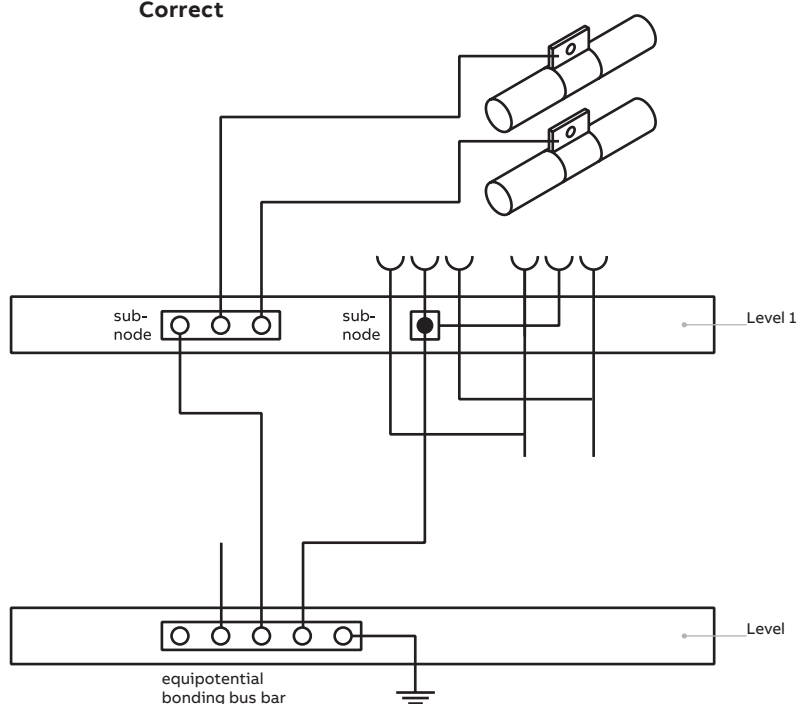 Correct
sub-
node
sub-
node
Level 1
Level
equipotential
bonding bus bar